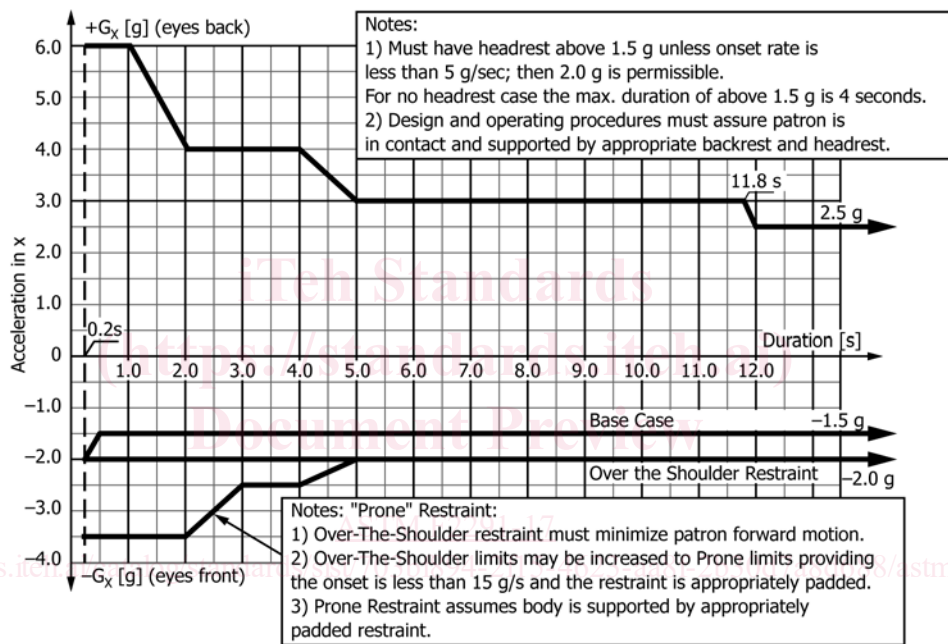 +Gx [g] (eyes back)
Notes:
1) Must have headrest above 1.5 g unless onset rate is
less than 5 g/sec; then 2.0 g is permissible.
For no headrest case the max. duration of above 1.5 g is 4 seconds.
2) Design and operating procedures must assure patron is
in contact and supported by appropriate backrest and headrest.
6.0
5.0
4.0
3.0
2.0
1.0
0
−1.0
−2.0
−3.0
−4.0
Acceleration in x
11.8 s
2.5 g
0.2s
Duration [s]
1.0 2.0 3.0 4.0 5.0 6.0 7.0 8.0 9.0 10.0 11.0 12.0
iTeh Standards
(https://standards.iteh.ai)
Document Preview
Base Case
−1.5 g
Over the Shoulder Restraint
−2.0 g
Notes: "Prone" Restraint:
1) Over-The-Shoulder restraint must minimize patron forward motion.
2) Over-The-Shoulder limits may be increased to Prone limits providing
the onset is less than 15 g/s and the restraint is appropriately padded.
3) Prone Restraint assumes body is supported by appropriately
padded restraint.
−Gx [g] (eyes front)